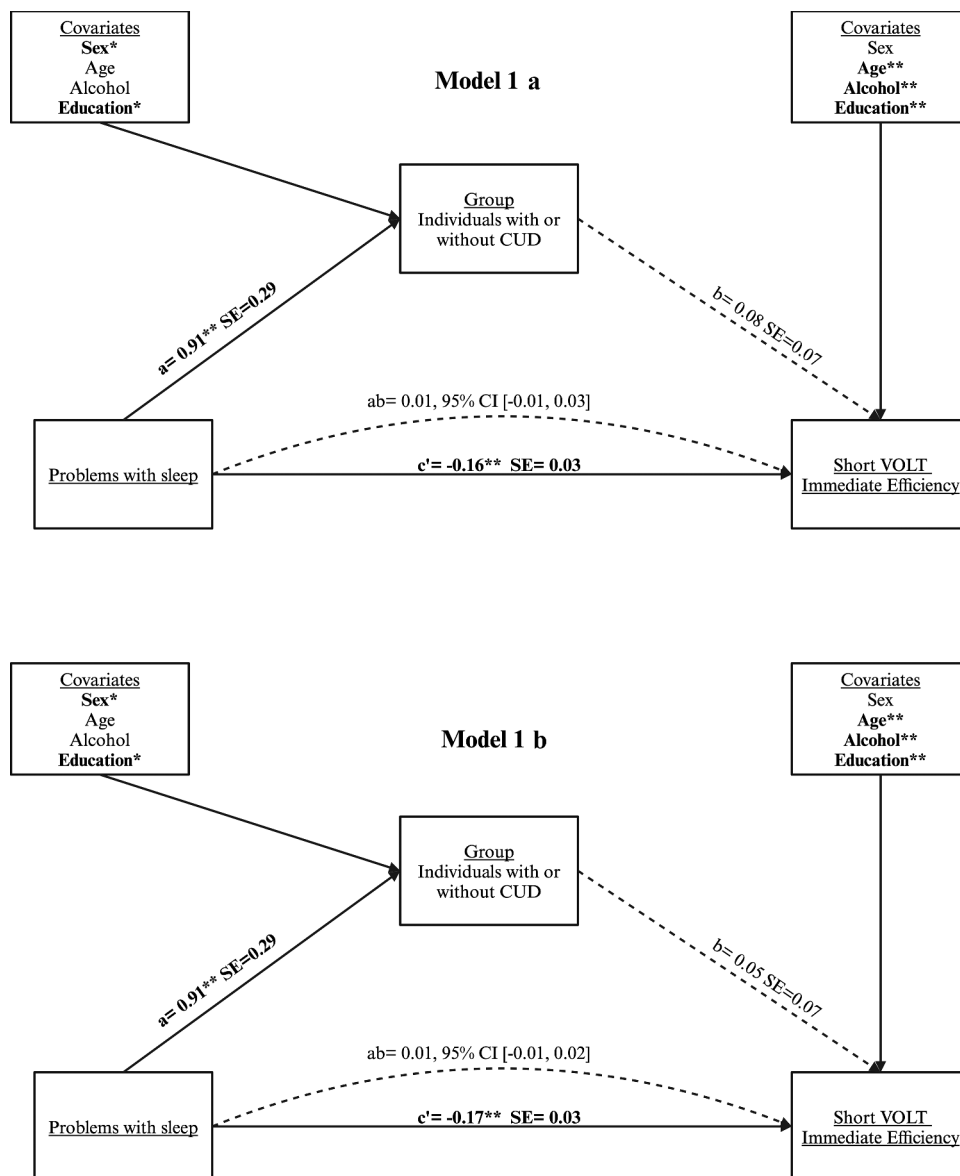 Covariates
Sex*
Age
Alcohol
Education*
Model 1 a
Covariates
Sex
Age**
Alcohol**
Education**
Group
Individuals with or
without CUD
a= 0.91** SE=0.29
b= 0.08 SE=0.07
ab= 0.01, 95% CI [-0.01, 0.03]
c'= -0.16** SE= 0.03
Problems with sleep
Short VOLT
Immediate Efficiency
Covariates
Sex*
Age
Alcohol
Education*
Model 1 b
Covariates
Sex
Age**
Alcohol**
Education**
Group
Individuals with or
without CUD
a= 0.91** SE=0.29
b= 0.05 SE=0.07
ab= 0.01, 95% CI [-0.01, 0.02]
c'= -0.17** SE= 0.03
Problems with sleep
Short VOLT
Immediate Efficiency